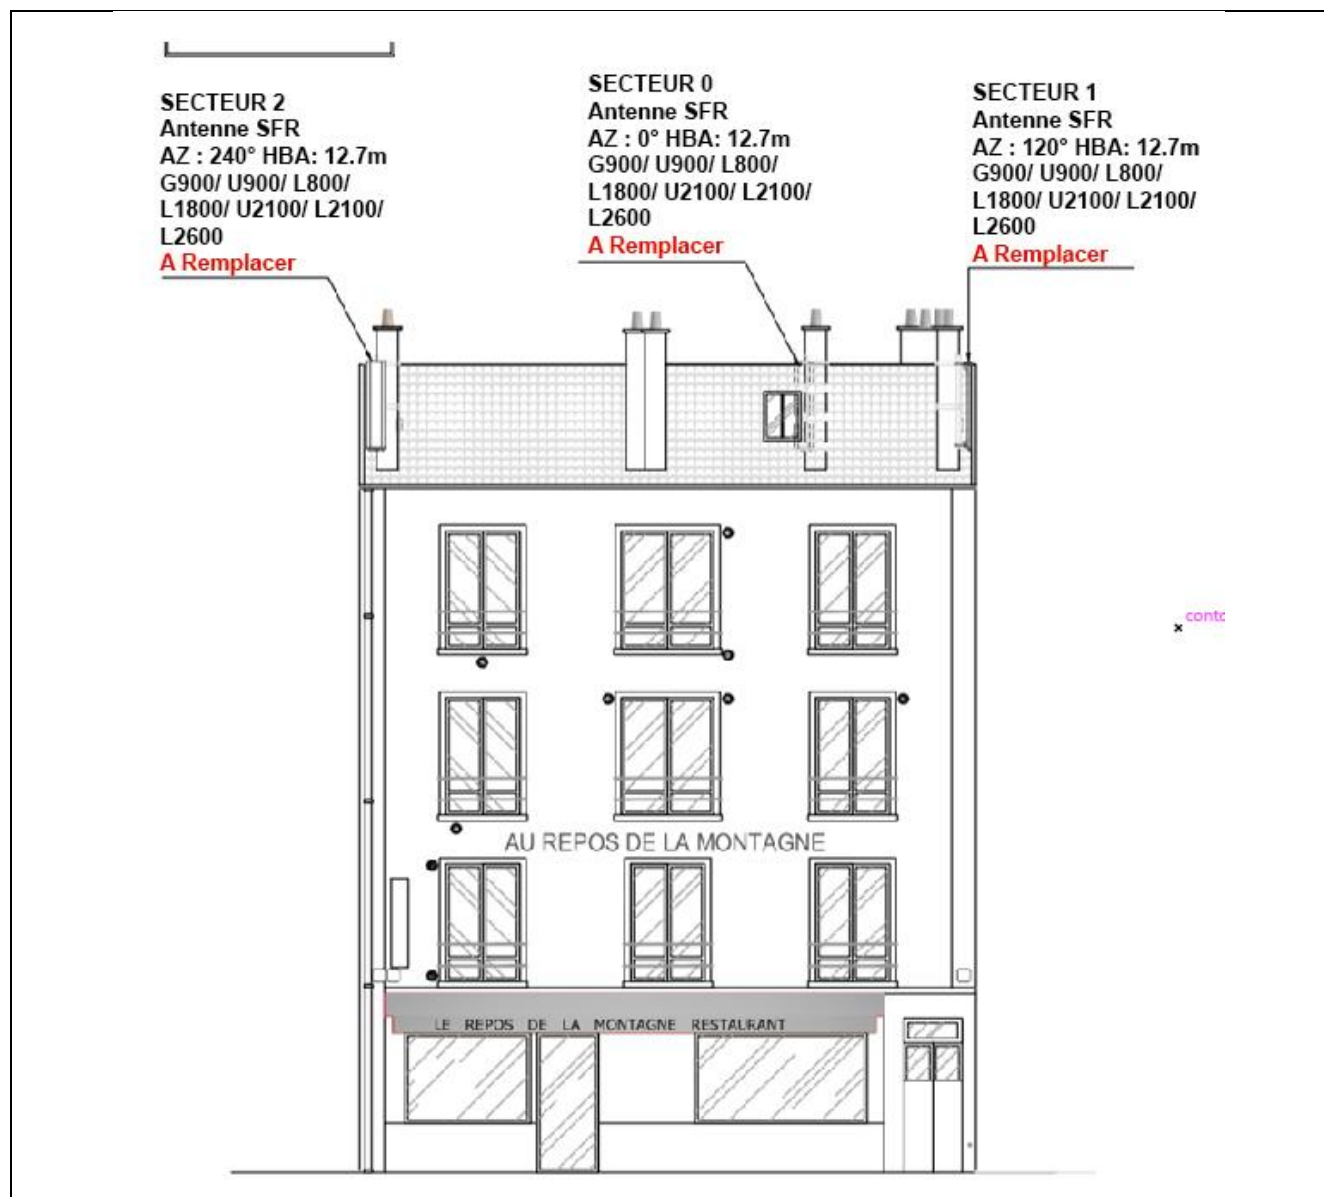 SECTEUR 2
Antenne SFR
AZ : 240° HBA: 12.7m
G900/ U900/ L800/
L1800/ U2100/ L2100/
L2600
A Remplacer
SECTEUR 0
Antenne SFR
AZ : 0° HBA: 12.7m
G900/ U900/ L800/
L1800/ U2100/ L2100/
L2600
A Remplacer
SECTEUR 1
Antenne SFR
AZ : 120° HBA: 12.7m
G900/ U900/ L800/
L1800/ U2100/ L2100/
L2600
A Remplacer
conto
AU REPOS DE LA MONTAGNE
LE REPOS DE LA MONTAGNE RESTAURANT